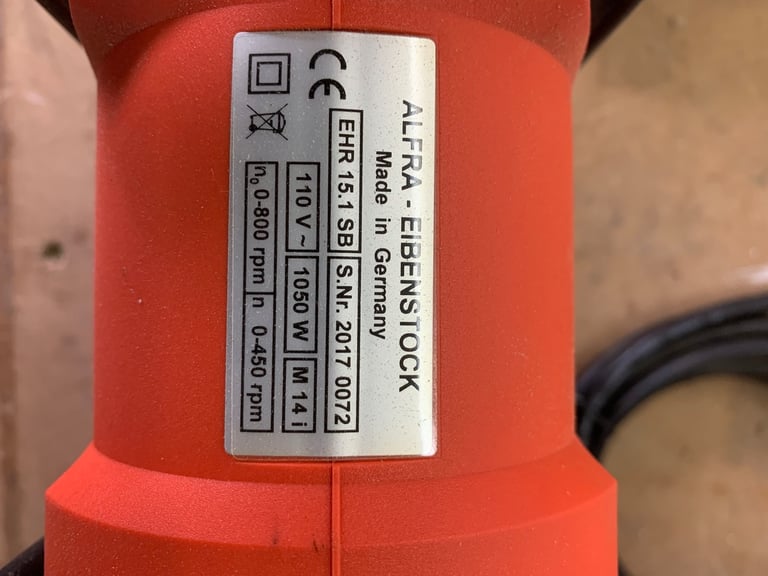 ALFRA - EIBENSTOCK
Made in Germany
CE
EHR 15.1 SB S.Nr. 2017 0072
110 V ~ 1050 W M 14 i
n₀ 0-800 rpm n 0-450 rpm